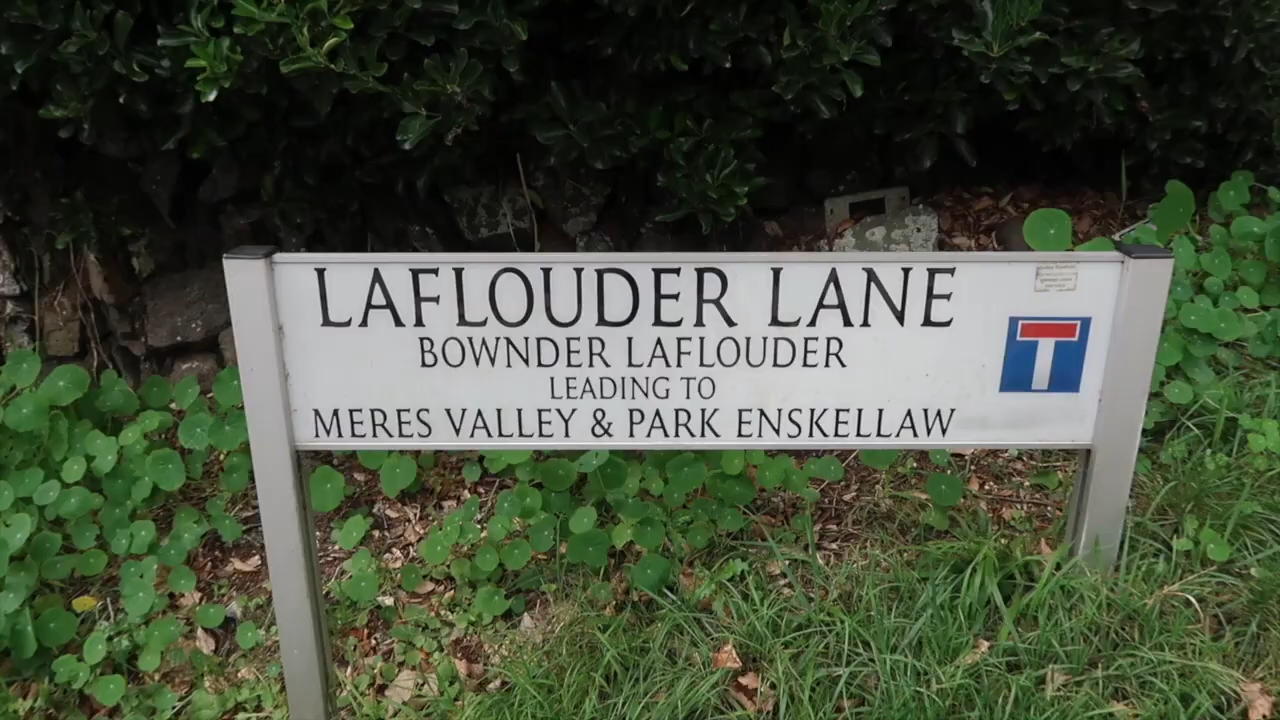 LAFLOUDER LANE
BOWNDER LAFLOUDER
LEADING TO
MERES VALLEY & PARK ENSKELLAW